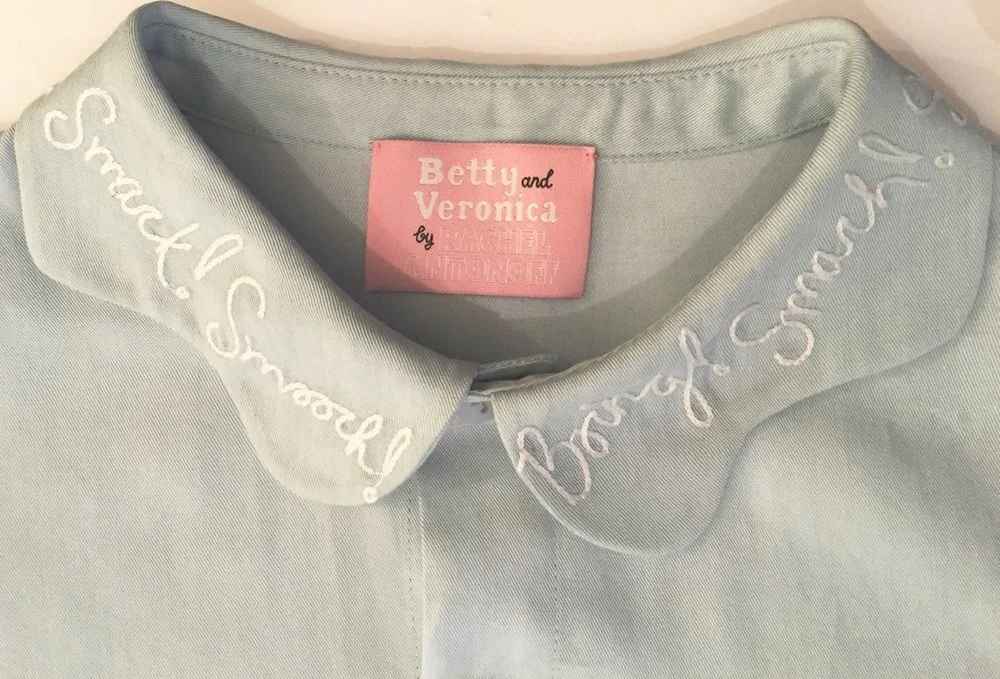 Betty and
Veronica
by RACHEL
ANTONOFF
Smack! Smooch!
Boing! Smack!